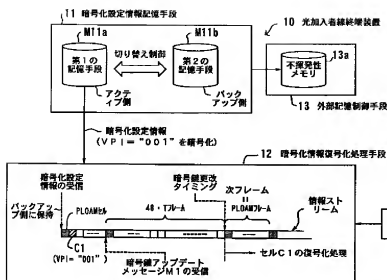 11 暗号化設定情報記憶手段
10 光加入者線終端装置
M11a
M11b
第1の
記憶手段
切り替え制御
第2の
記憶手段
アクティ
ブ側
バック
アップ側
13a
不揮発性
メモリ
13 外部記憶制御手段
暗号化設定情報
(VPI="001"を暗号化)
12 暗号化情報復号化処理手段
暗号化設定
情報の受信
暗号鍵更改
タイミング
次フレーム
バックアッ
プ側に保持
PLOAMセル
48・Tフレーム
PLOAMフレーム
情報スト
リーム
C1
(VPI="001")
暗号鍵アップデート
メッセージM1の受信
セルC1の復号化処理